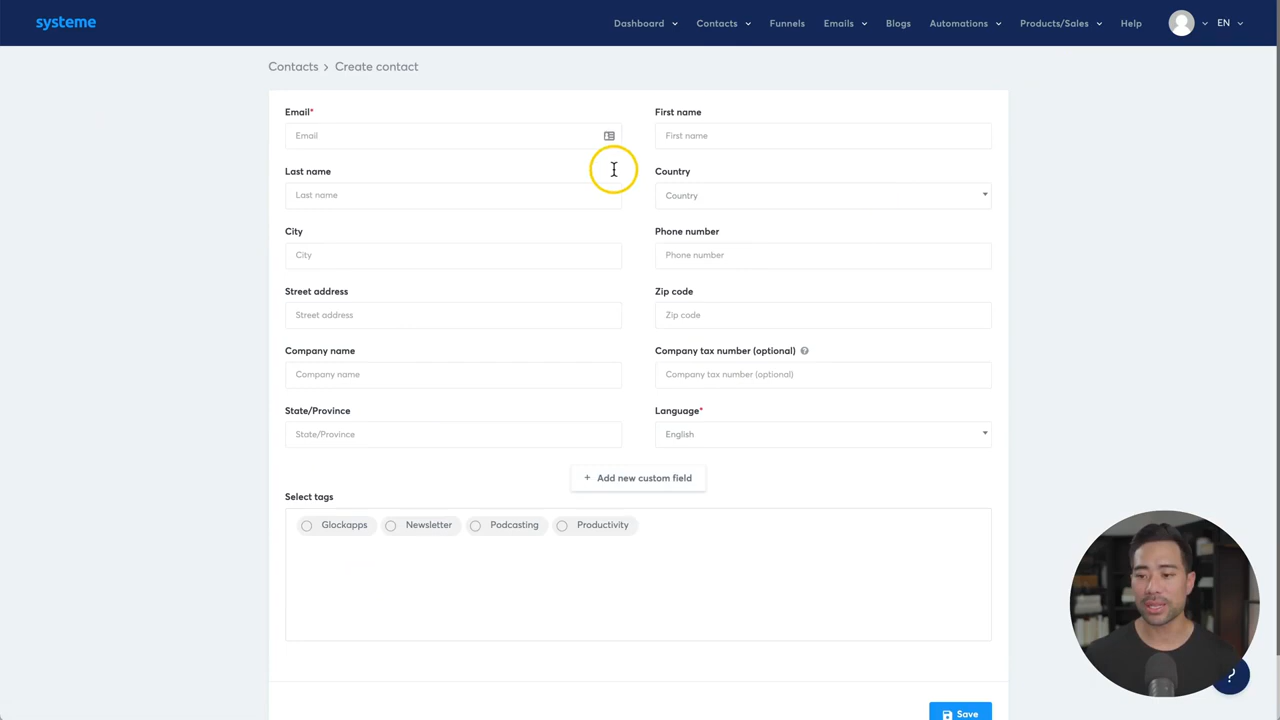 systeme
Dashboard Contacts Funnels Emails Blogs Automations Products/Sales Help EN
Contacts > Create contact
Email* First name
Email First name
Last name Country
Last name Country
City Phone number
City Phone number
Street address Zip code
Street address Zip code
Company name Company tax number (optional) ?
Company name Company tax number (optional)
State/Province Language*
State/Province English
+ Add new custom field
Select tags
Glockapps Newsletter Podcasting Productivity
?
Save